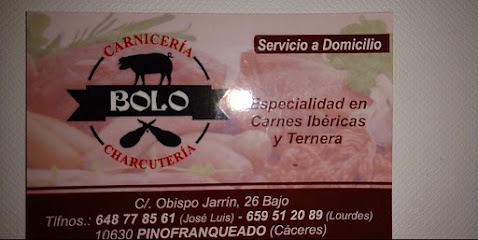 CARNICERÍA
BOLO
CHARCUTERÍA
Servicio a Domicilio
Especialidad en
Carnes Ibéricas
y Ternera
C/. Obispo Jarrín, 26 Bajo
Tlfnos.: 648 77 85 61 (José Luis) - 659 51 20 89 (Lourdes)
10630 PINOFRANQUEADO (Cáceres)